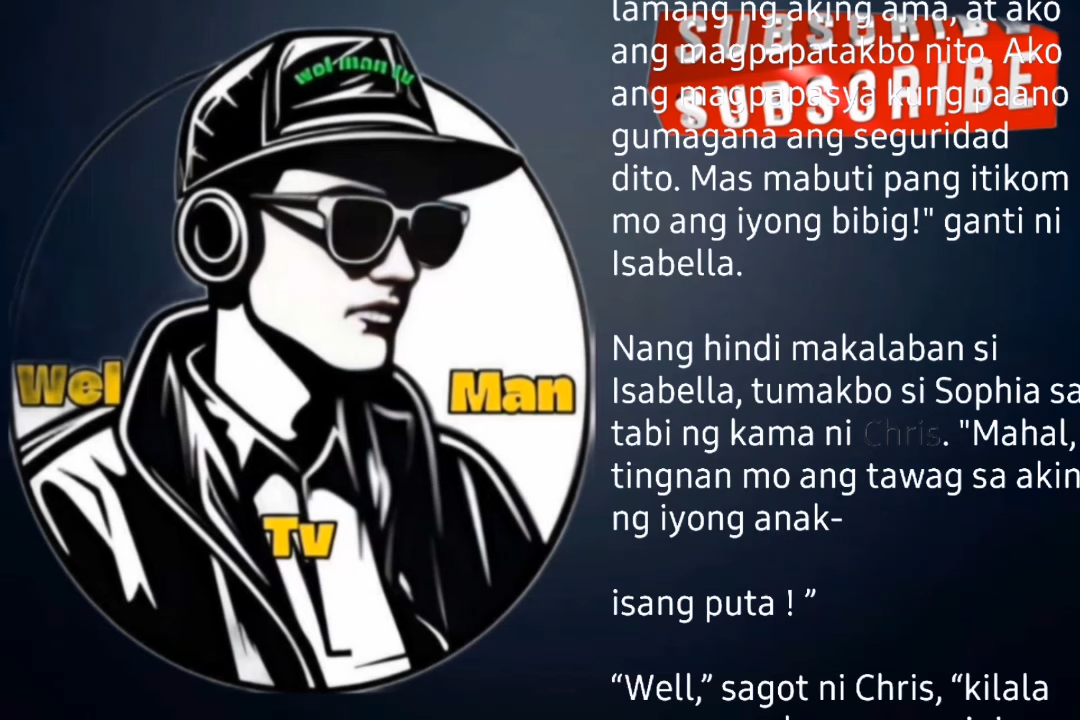 wel man tv
Wel
Man
Tv
SUBSCRIBE
SUBSCRIBE
lamang ng aking ama, at ako
ang magpapatakbo nito. Ako
ang magpapasya kung paano
gumagana ang seguridad
dito. Mas mabuti pang itikom
mo ang iyong bibig!" ganti ni
Isabella.
Nang hindi makalaban si
Isabella, tumakbo si Sophia sa
tabi ng kama ni Chris. "Mahal,
tingnan mo ang tawag sa akin
ng iyong anak-
isang puta ! ”
“Well,” sagot ni Chris, “kilala